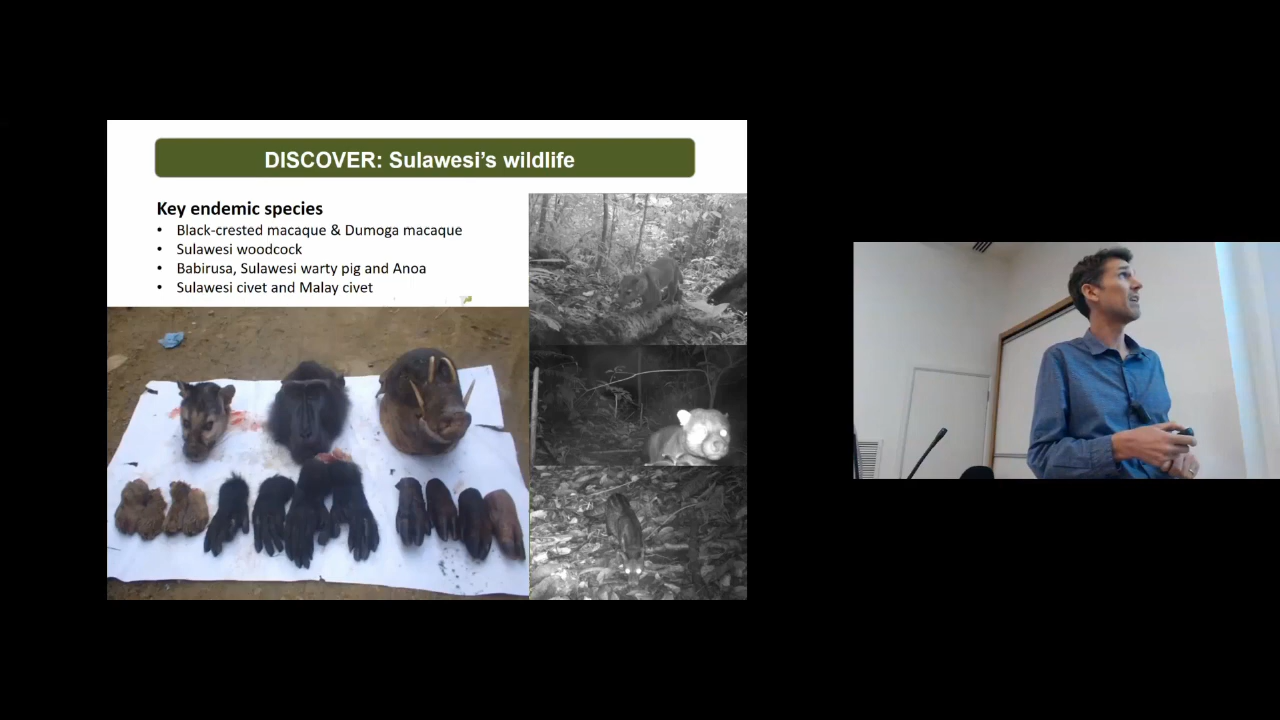 DISCOVER: Sulawesi's wildlife
Key endemic species
• Black-crested macaque & Dumoga macaque
• Sulawesi woodcock
• Babirusa, Sulawesi warty pig and Anoa
• Sulawesi civet and Malay civet